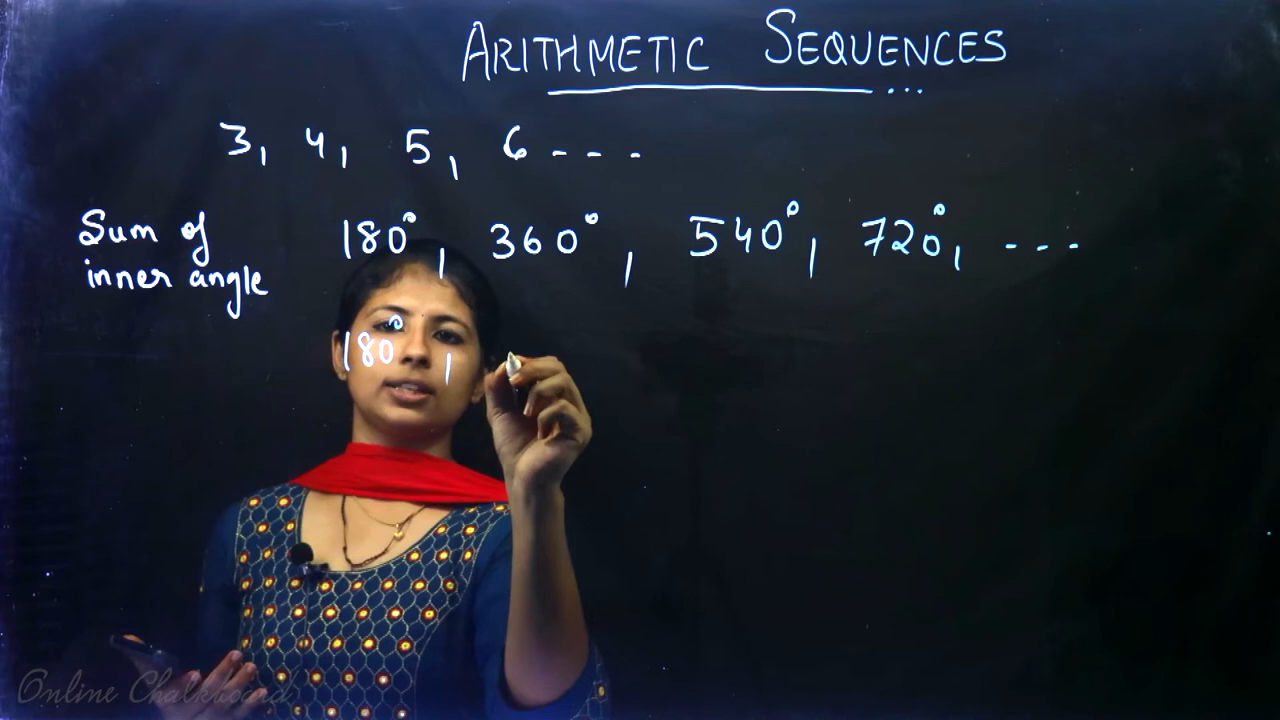 ARITHMETIC SEQUENCES ...
3, 4, 5, 6 - - -
Sum of
inner angle
180°, 360°, 540°, 720°, - - -
180° ,
Online Chalkboard